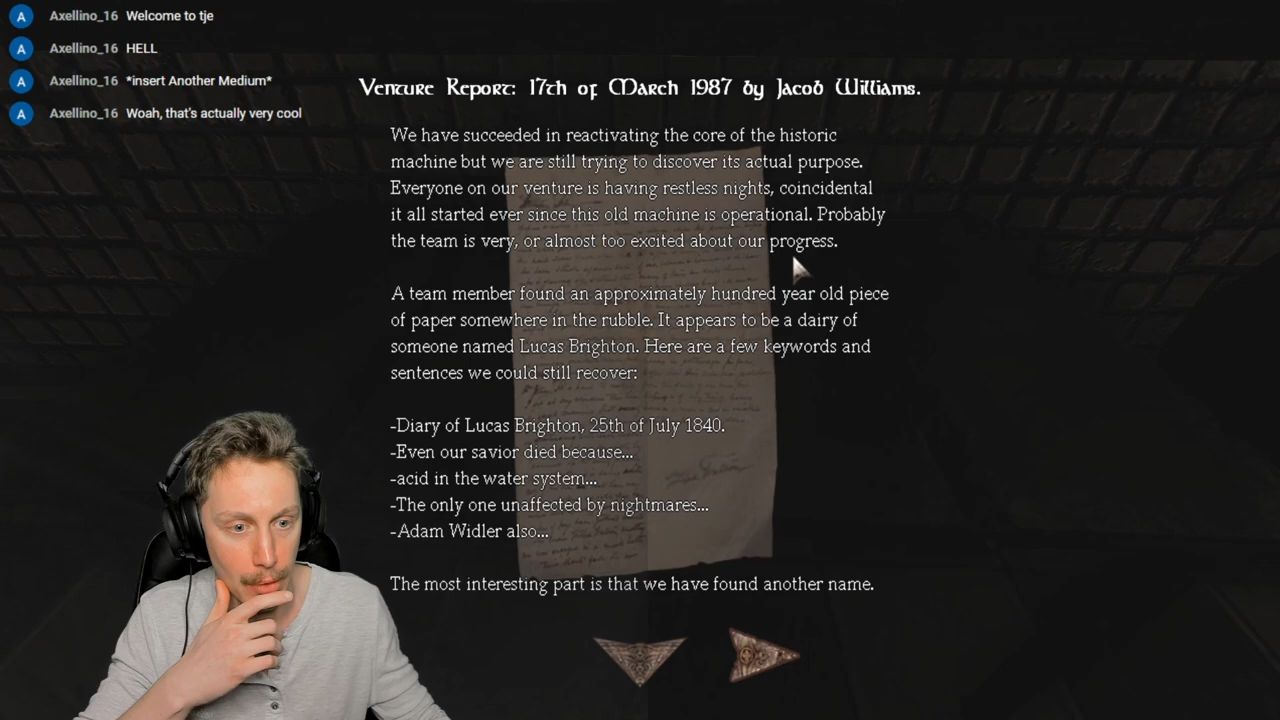 Axellino_16 Welcome to tje
Axellino_16 HELL
Axellino_16 *insert Another Medium*
Axellino_16 Woah, that's actually very cool
Venture Report: 17th of March 1987 by Jacob Williams.
We have succeeded in reactivating the core of the historic
machine but we are still trying to discover its actual purpose.
Everyone on our venture is having restless nights, coincidental
it all started ever since this old machine is operational. Probably
the team is very, or almost too excited about our progress.
A team member found an approximately hundred year old piece
of paper somewhere in the rubble. It appears to be a dairy of
someone named Lucas Brighton. Here are a few keywords and
sentences we could still recover:
-Diary of Lucas Brighton, 25th of July 1840.
-Even our savior died because...
-acid in the water system...
-The only one unaffected by nightmares...
-Adam Widler also...
The most interesting part is that we have found another name.